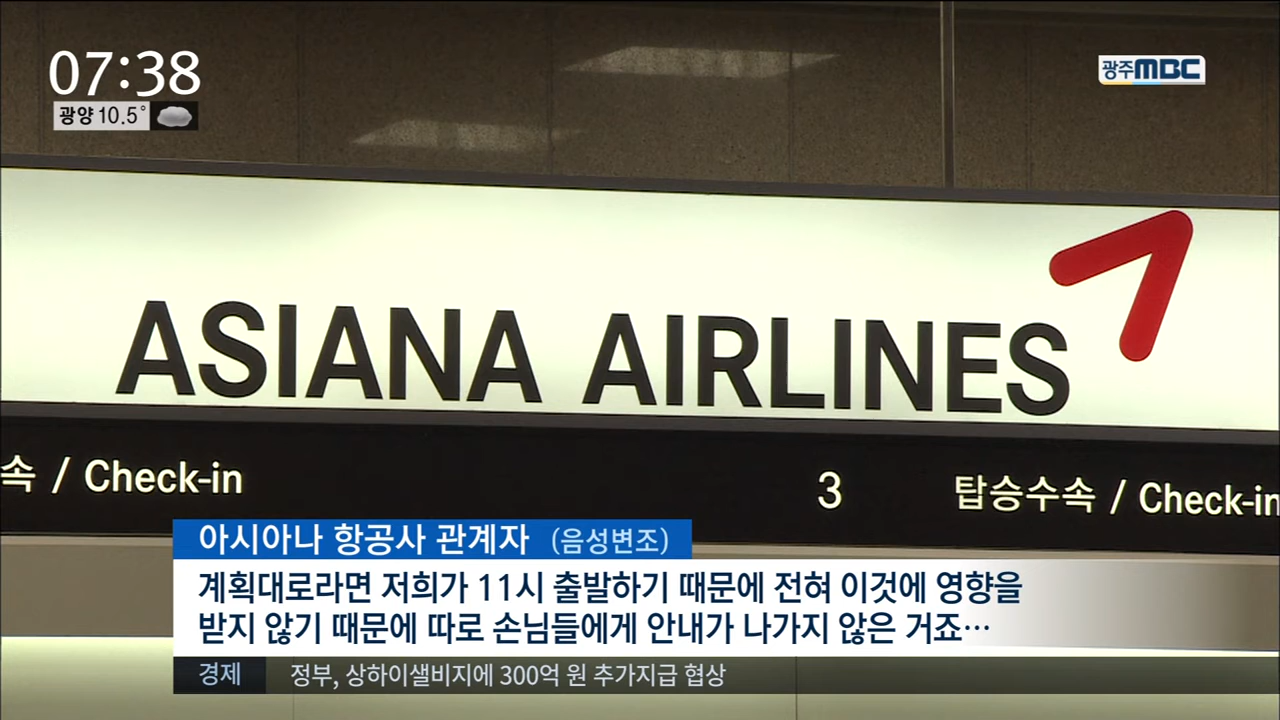 07:38
광양 10.5°
광주MBC
ASIANA AIRLINES
속 / Check-in
3
탑승수속 / Check-in
아시아나 항공사 관계자 (음성변조)
계획대로라면 저희가 11시 출발하기 때문에 전혀 이것에 영향을
받지 않기 때문에 따로 손님들에게 안내가 나가지 않은 거죠…
경제 정부, 상하이샐비지에 300억 원 추가지급 협상